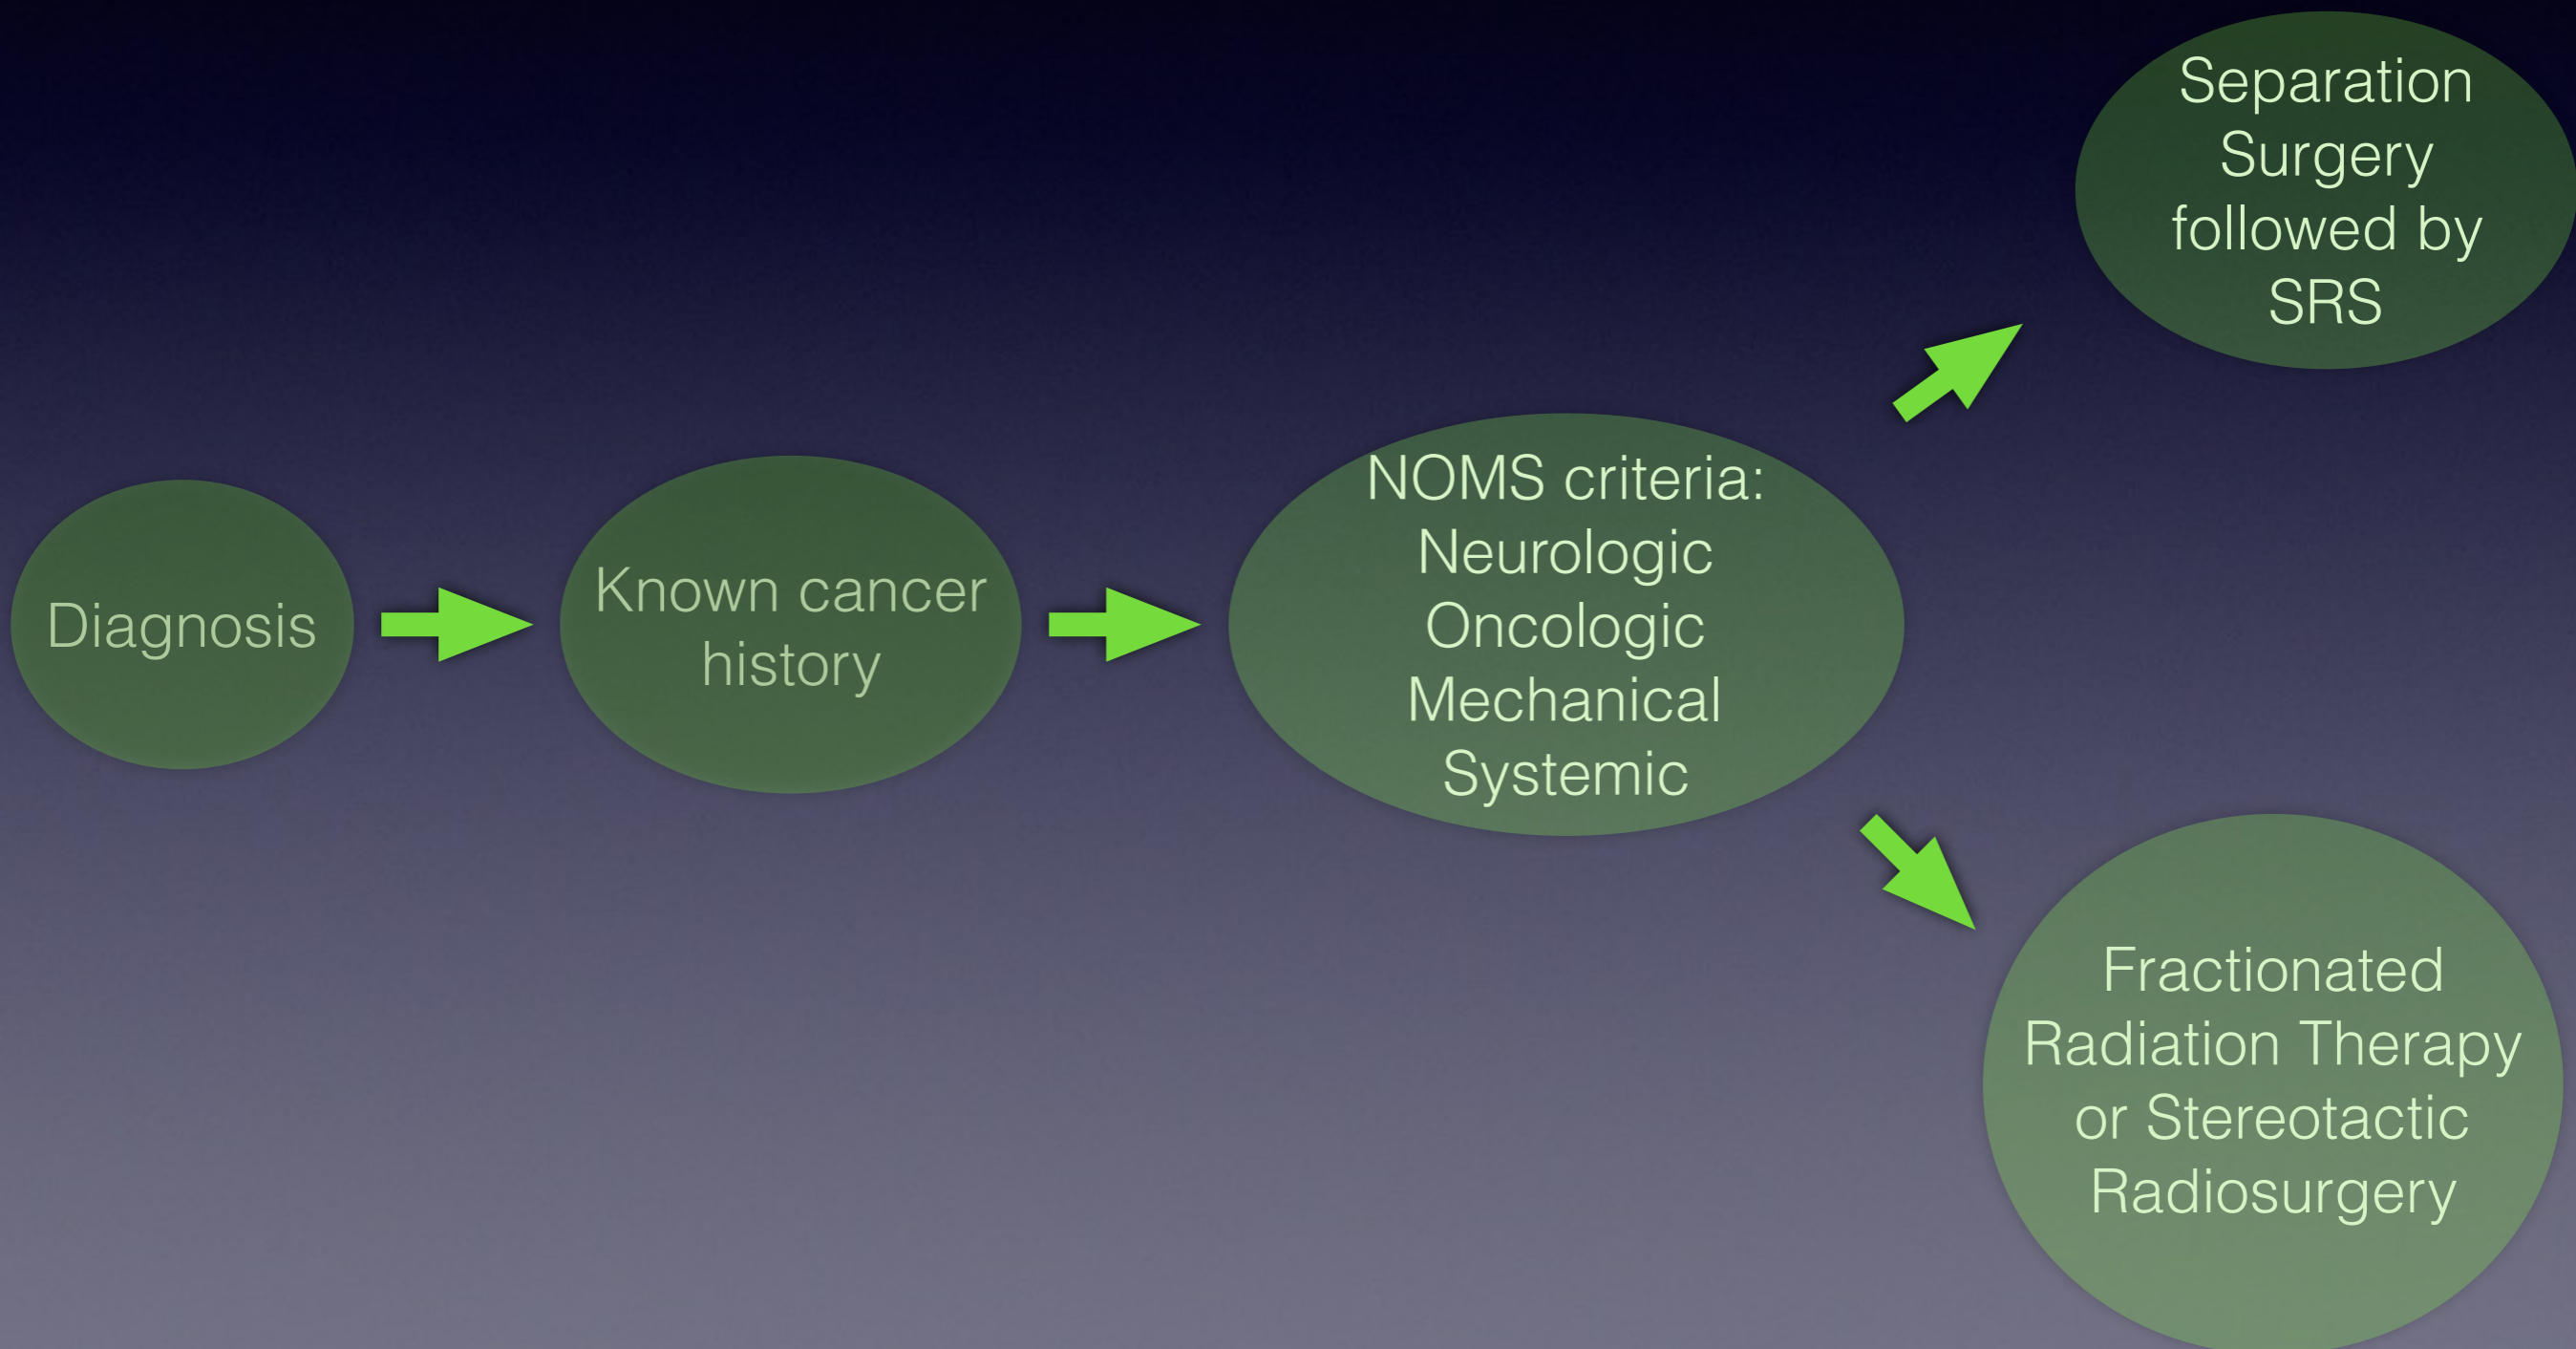 Diagnosis
Known cancer
history
NOMS criteria:
Neurologic
Oncologic
Mechanical
Systemic
Separation
Surgery
followed by
SRS
Fractionated
Radiation Therapy
or Stereotactic
Radiosurgery